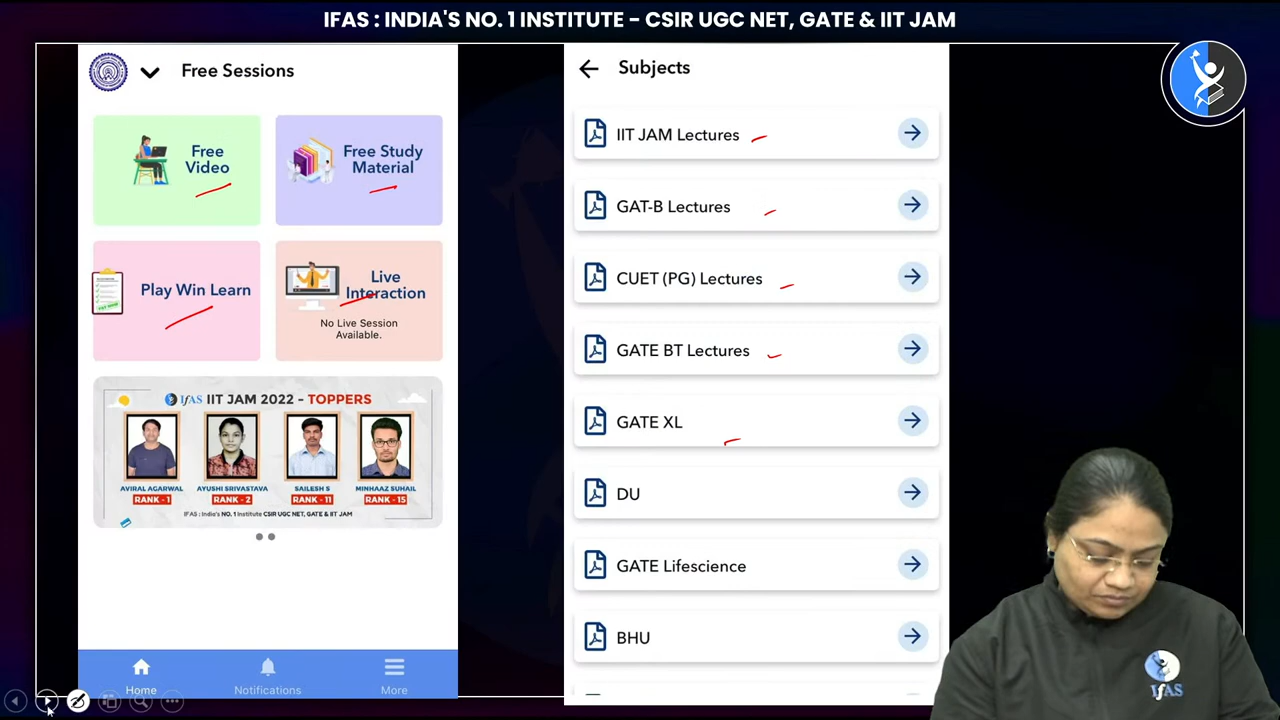 IFAS : INDIA'S NO. 1 INSTITUTE – CSIR UGC NET, GATE & IIT JAM
Free Sessions
Free
Video
Free Study
Material
Play Win Learn
Live
Interaction
No Live Session
Available.
IFAS IIT JAM 2022 - TOPPERS
AVIRAL AGARWAL
RANK - 1
AYUSHI SRIVASTAVA
RANK - 2
SAILESH S
RANK - 11
MINHAAZ SUHAIL
RANK - 15
IFAS : India's NO. 1 Institute CSIR UGC NET, GATE & IIT JAM
Home
Notifications
More
Subjects
IIT JAM Lectures
GAT-B Lectures
CUET (PG) Lectures
GATE BT Lectures
GATE XL
DU
GATE Lifescience
BHU
IFAS